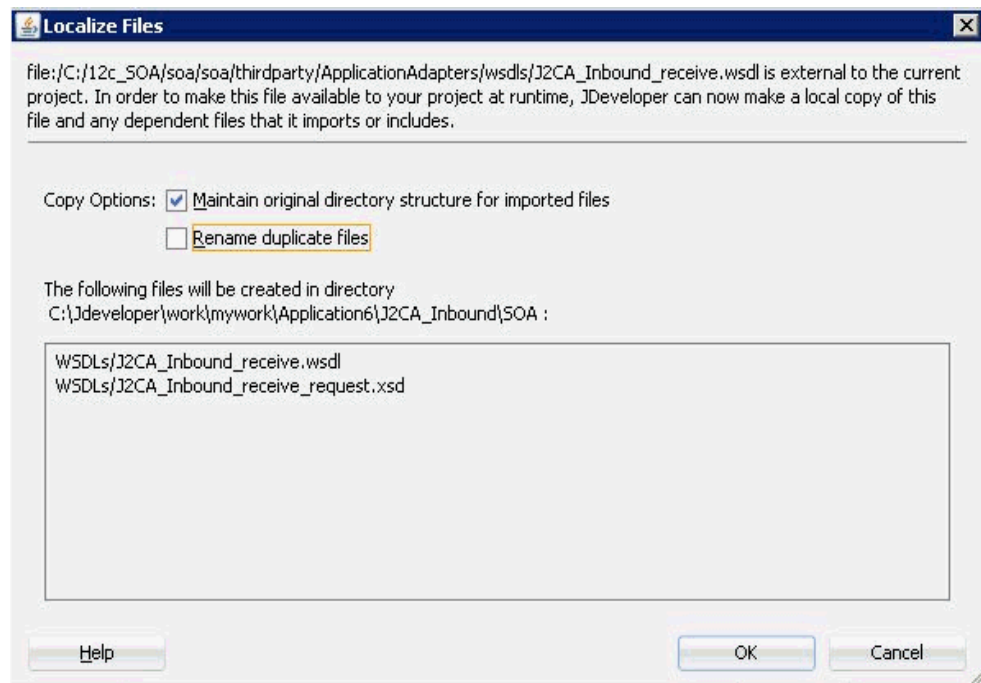 Localize Files
file:/C:/12c_SOA/soa/soa/thirdparty/ApplicationAdapters/wsdls/J2CA_Inbound_receive.wsdl is external to the current
project. In order to make this file available to your project at runtime, JDeveloper can now make a local copy of this
file and any dependent files that it imports or includes.
Copy Options: Maintain original directory structure for imported files
Rename duplicate files
The following files will be created in directory
C:\Jdeveloper\work\mywork\Application6\J2CA_Inbound\SOA :
WSDLs/J2CA_Inbound_receive.wsdl
WSDLs/J2CA_Inbound_receive_request.xsd
Help OK Cancel